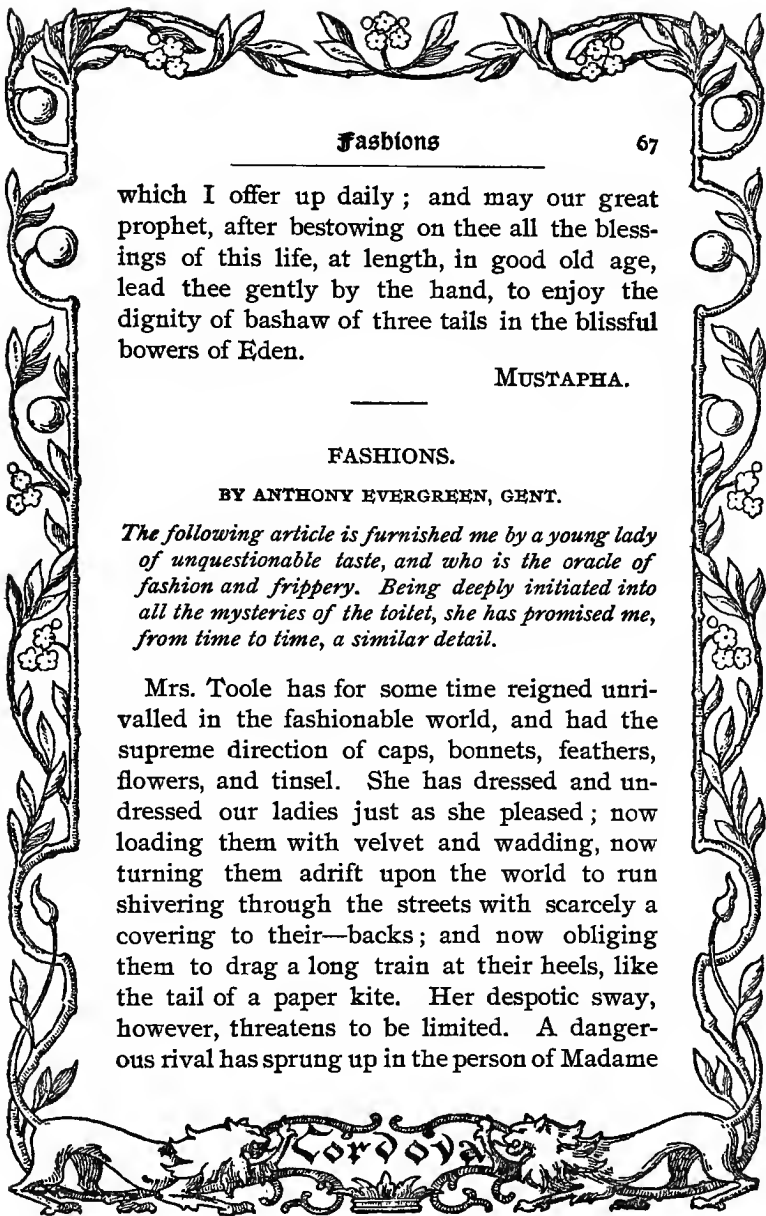 Fashions 67
which I offer up daily; and may our great
prophet, after bestowing on thee all the bless-
ings of this life, at length, in good old age,
lead thee gently by the hand, to enjoy the
dignity of bashaw of three tails in the blissful
bowers of Eden.
MUSTAPHA.
FASHIONS.
BY ANTHONY EVERGREEN, GENT.
The following article is furnished me by a young lady
of unquestionable taste, and who is the oracle of
fashion and frippery. Being deeply initiated into
all the mysteries of the toilet, she has promised me,
from time to time, a similar detail.
Mrs. Toole has for some time reigned unri-
valled in the fashionable world, and had the
supreme direction of caps, bonnets, feathers,
flowers, and tinsel. She has dressed and un-
dressed our ladies just as she pleased; now
loading them with velvet and wadding, now
turning them adrift upon the world to run
shivering through the streets with scarcely a
covering to their—backs; and now obliging
them to drag a long train at their heels, like
the tail of a paper kite. Her despotic sway,
however, threatens to be limited. A danger-
ous rival has sprung up in the person of Madame
Cordova